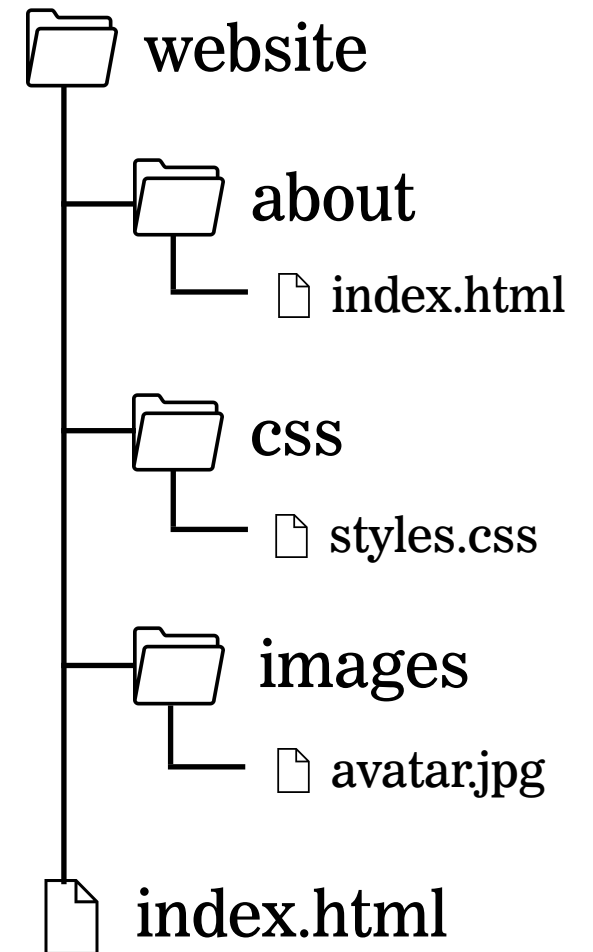 website
about
index.html
css
styles.css
images
avatar.jpg
index.html